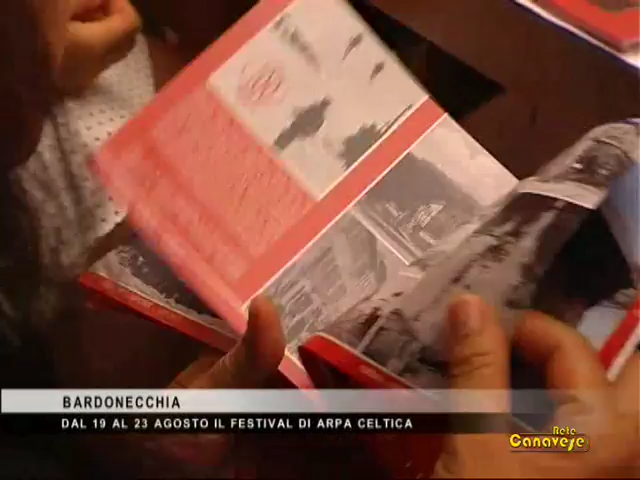 BARDONECCHIA
DAL 19 AL 23 AGOSTO IL FESTIVAL DI ARPA CELTICA
Rete
Canavese